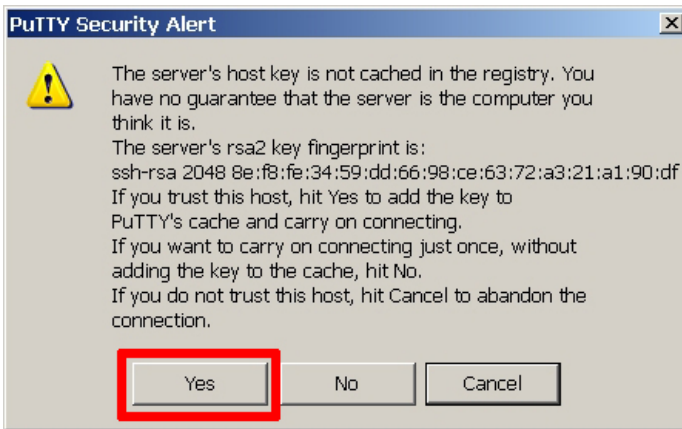 PuTTY Security Alert
The server's host key is not cached in the registry. You
have no guarantee that the server is the computer you
think it is.
The server's rsa2 key fingerprint is:
ssh-rsa 2048 8e:f8:fe:34:59:dd:66:98:ce:63:72:a3:21:a1:90:df
If you trust this host, hit Yes to add the key to
PuTTY's cache and carry on connecting.
If you want to carry on connecting just once, without
adding the key to the cache, hit No.
If you do not trust this host, hit Cancel to abandon the
connection.
Yes No Cancel